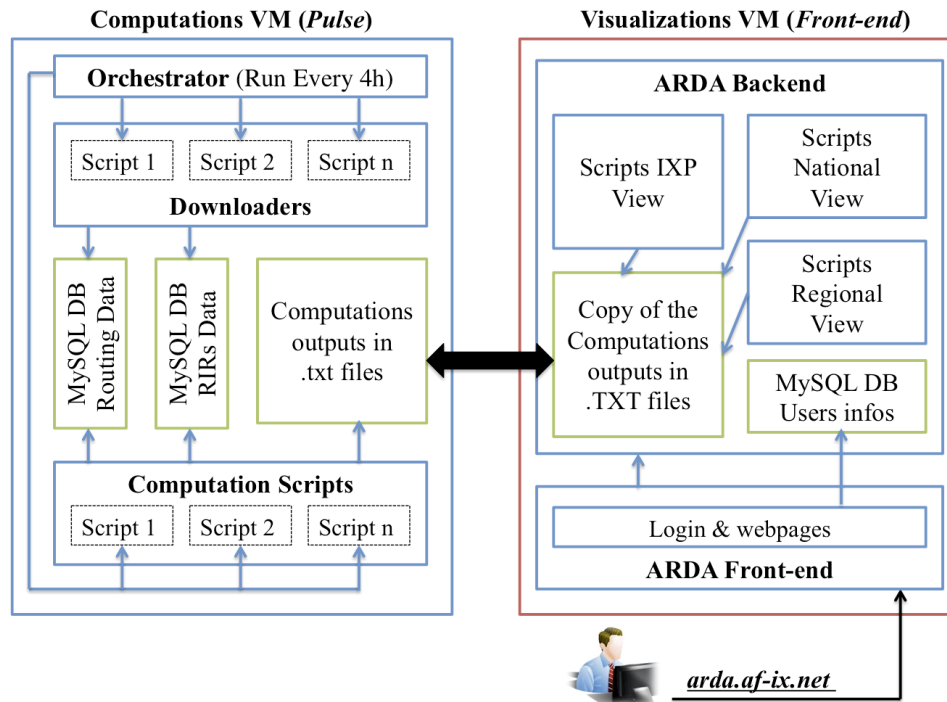 Computations VM (Pulse)
Orchestrator (Run Every 4h)
Script 1
Script 2
Script n
Downloaders
MySQL DB
Routing Data
MySQL DB
RIRs Data
Computations
outputs in
.txt files
Computation Scripts
Script 1
Script 2
Script n
Visualizations VM (Front-end)
ARDA Backend
Scripts IXP
View
Scripts
National
View
Scripts
Regional
View
Copy of the
Computations
outputs in
.TXT files
MySQL DB
Users infos
Login & webpages
ARDA Front-end
arda.af-ix.net